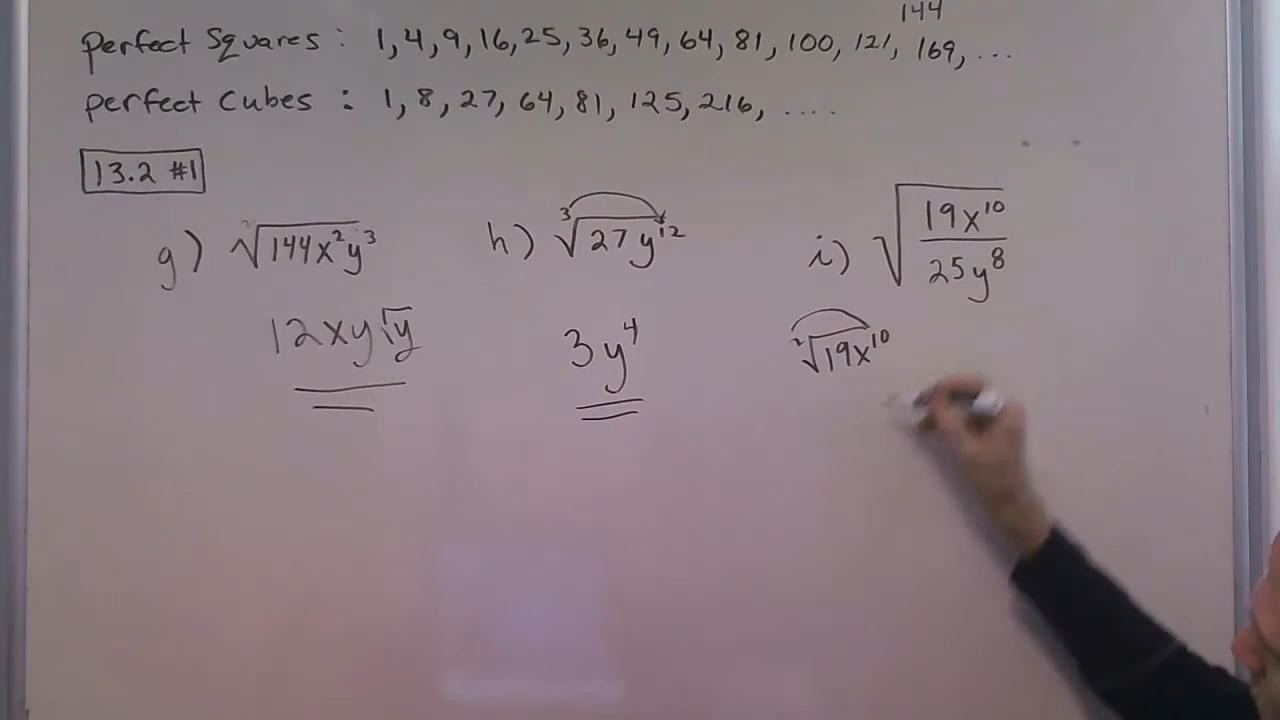 144
perfect Squares : 1, 4, 9, 16, 25, 36, 49, 64, 81, 100, 121, 169, ...
perfect Cubes : 1, 8, 27, 64, 81, 125, 216, ....
13.2 #1
g) √144x²y³ h) ³√27y¹² i) √19x¹⁰/25y⁸
12xy√y 3y⁴ ²√19x¹⁰